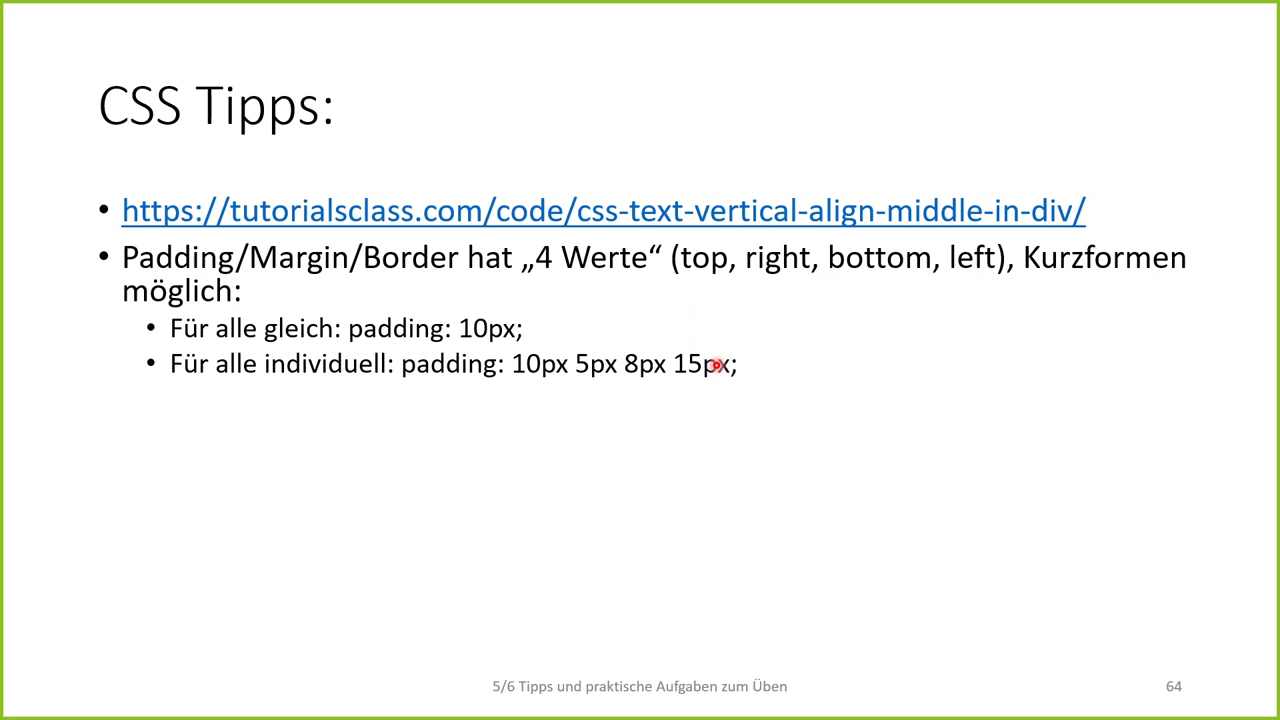 CSS Tipps:
• https://tutorialsclass.com/code/css-text-vertical-align-middle-in-div/
• Padding/Margin/Border hat „4 Werte“ (top, right, bottom, left), Kurzformen
möglich:
• Für alle gleich: padding: 10px;
• Für alle individuell: padding: 10px 5px 8px 15px;
5/6 Tipps und praktische Aufgaben zum Üben
64